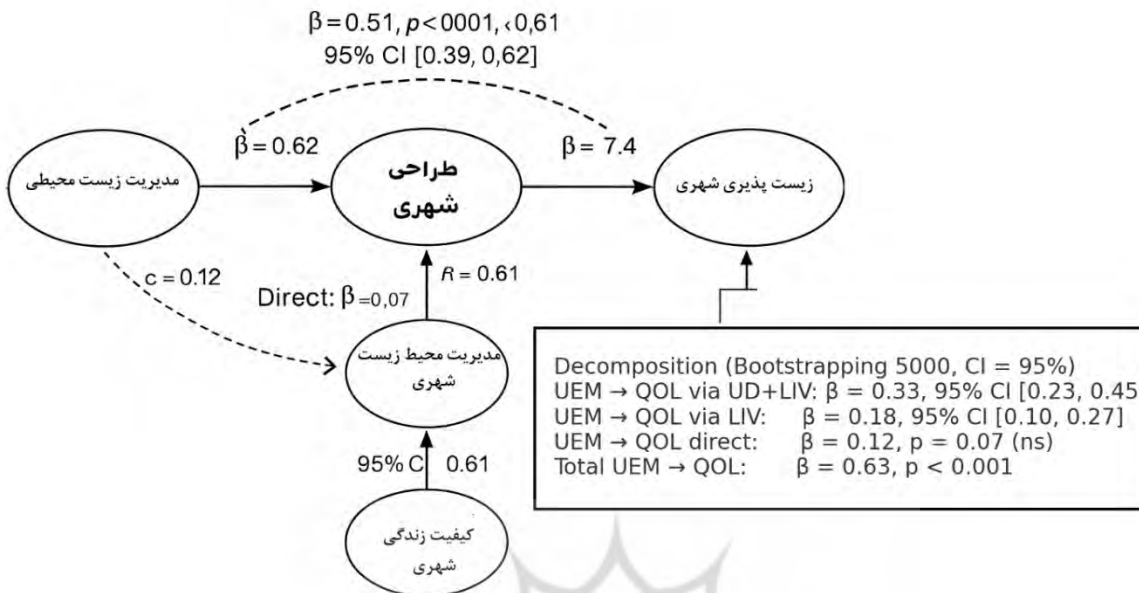 β=0.51, p<0001, ‹0,61
95% CI [0.39, 0,62]
β=0.62
β= 7.4
مدیریت زیست محیطی
طراحی
شهری
زیست پذیری شهری
c = 0.12
R = 0.61
Direct: β=0,07
مدیریت محیط زیست
شهری
95% C 0.61
کیفیت زندگی
شهری
Decomposition (Bootstrapping 5000, CI = 95%)
UEM → QOL via UD+LIV: β = 0.33, 95% CI [0.23, 0.45
UEM → QOL via LIV: β = 0.18, 95% CI [0.10, 0.27]
UEM → QOL direct: β = 0.12, p = 0.07 (ns)
Total UEM → QOL: β = 0.63, p < 0.001